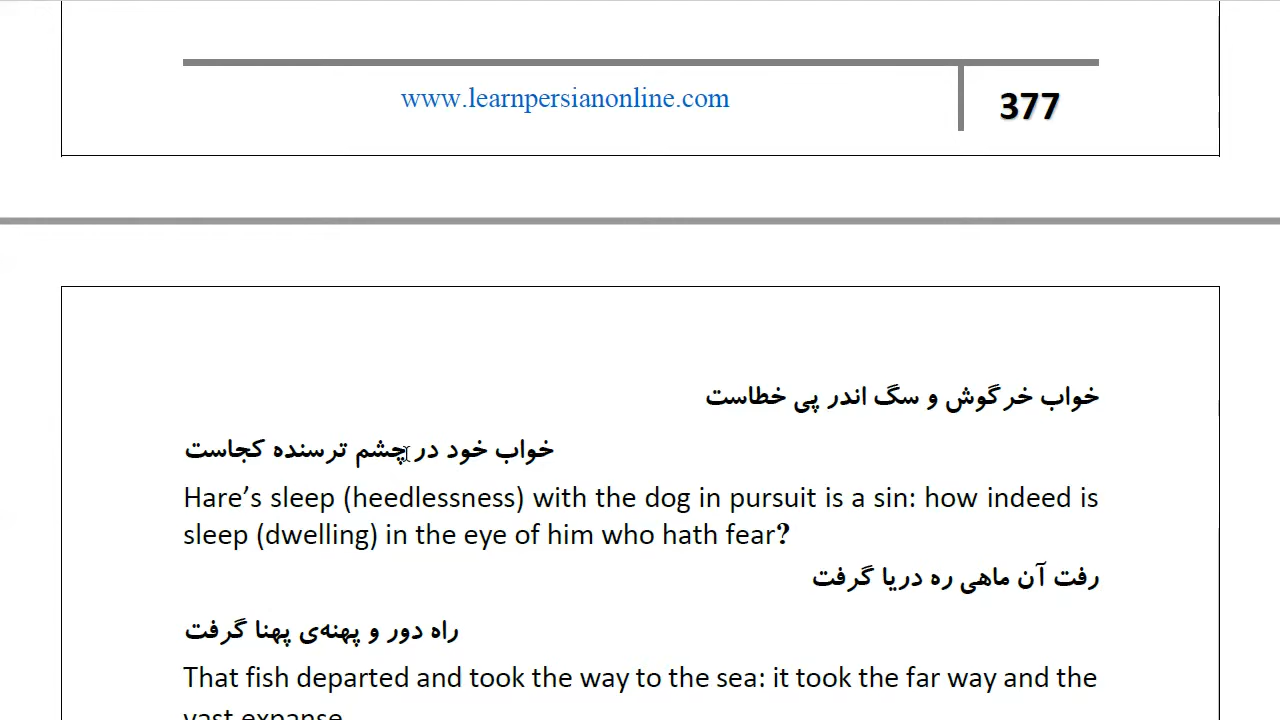 www.learnpersianonline.com
377
خواب خرگوش و سگ اندر پی خطاست
خواب خود در چشم ترسنده کجاست
Hare’s sleep (heedlessness) with the dog in pursuit is a sin: how indeed is
sleep (dwelling) in the eye of him who hath fear?
رفت آن ماهی ره دریا گرفت
راه دور و پهنه‌ی پهنا گرفت
That fish departed and took the way to the sea: it took the far way and the
vast expanse.